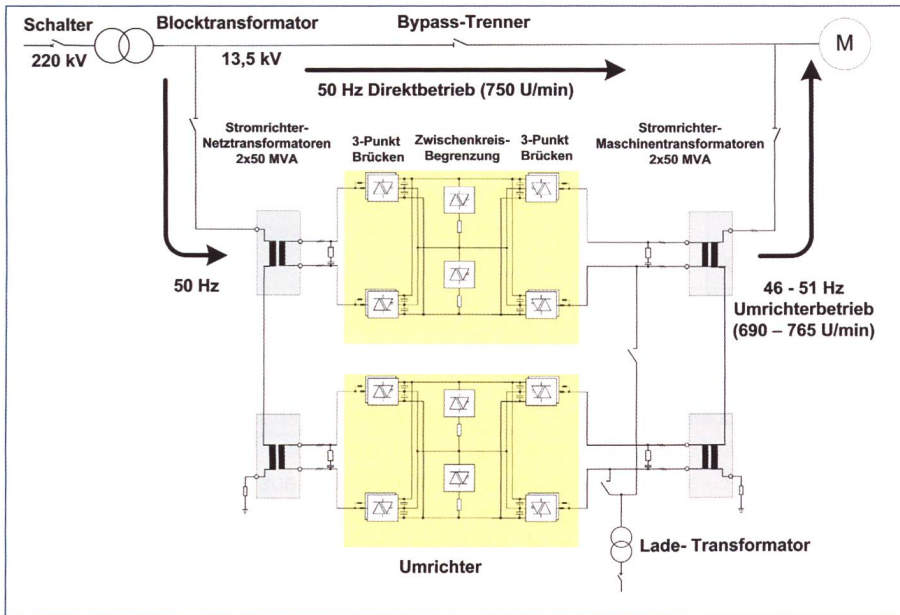 Schalter
Blocktransformator
Bypass-Trenner
M
220 kV
13,5 kV
50 Hz Direktbetrieb (750 U/min)
Stromrichter-
Netztransformatoren
2x50 MVA
3-Punkt
Brücken
Zwischenkreis-
Begrenzung
3-Punkt
Brücken
Stromrichter-
Maschinentransformatoren
2x50 MVA
50 Hz
46 - 51 Hz
Umrichterbetrieb
(690 – 765 U/min)
Umrichter
Lade- Transformator